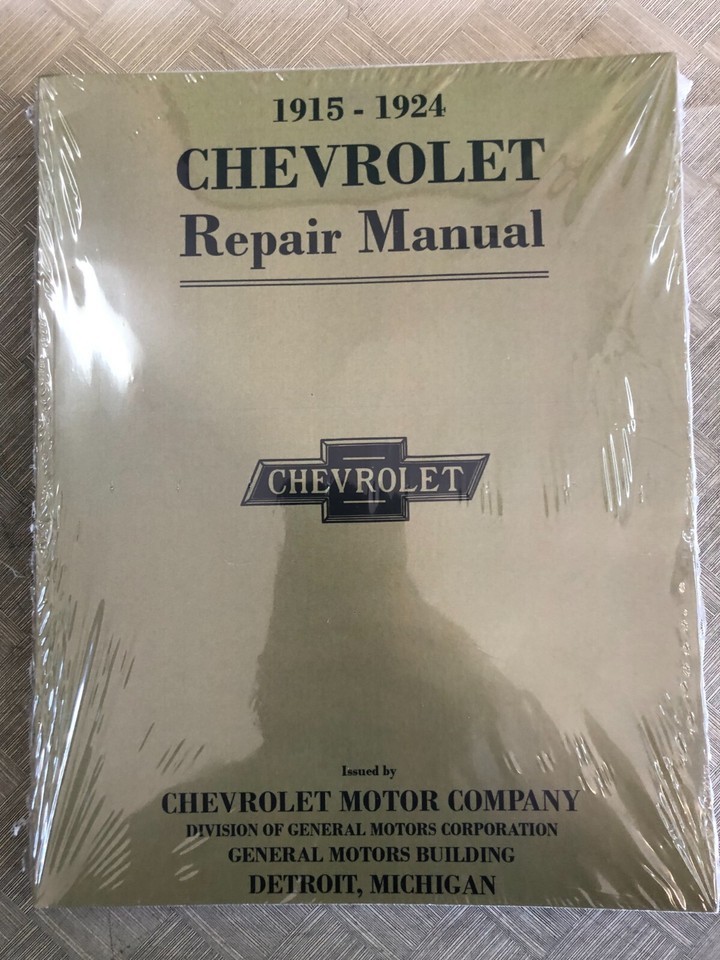 1915 - 1924
CHEVROLET
Repair Manual
CHEVROLET
Issued by
CHEVROLET MOTOR COMPANY
DIVISION OF GENERAL MOTORS CORPORATION
GENERAL MOTORS BUILDING
DETROIT, MICHIGAN